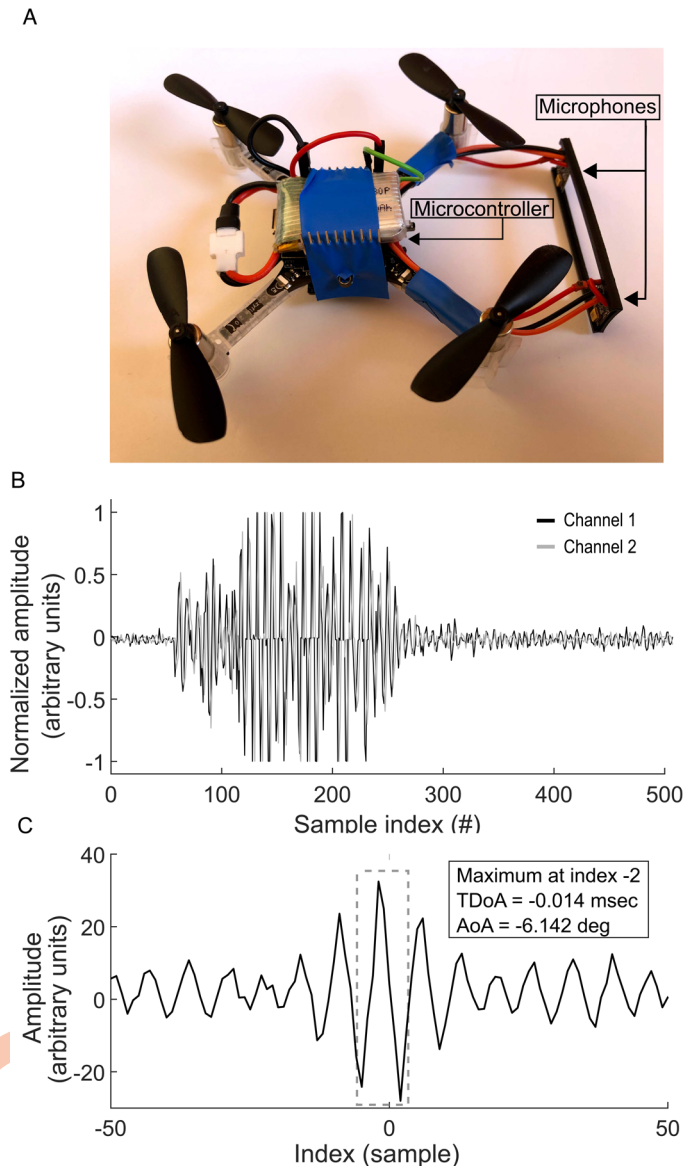 A
Microphones
Microcontroller
B
Normalized amplitude
(arbitrary units)
1
0.5
0
-0.5
-1
Channel 1
Channel 2
0 100 200 300 400 500
Sample index (#)
C
Amplitude
(arbitrary units)
40
20
0
-20
Maximum at index -2
TDoA = -0.014 msec
AoA = -6.142 deg
-50 0 50
Index (sample)